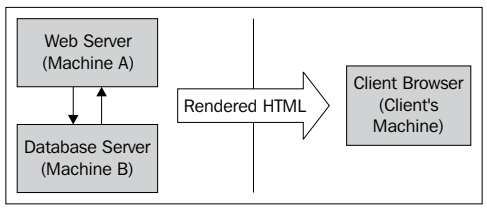 Web Server
(Machine A)
Database Server
(Machine B)
Rendered HTML
Client Browser
(Client's
Machine)